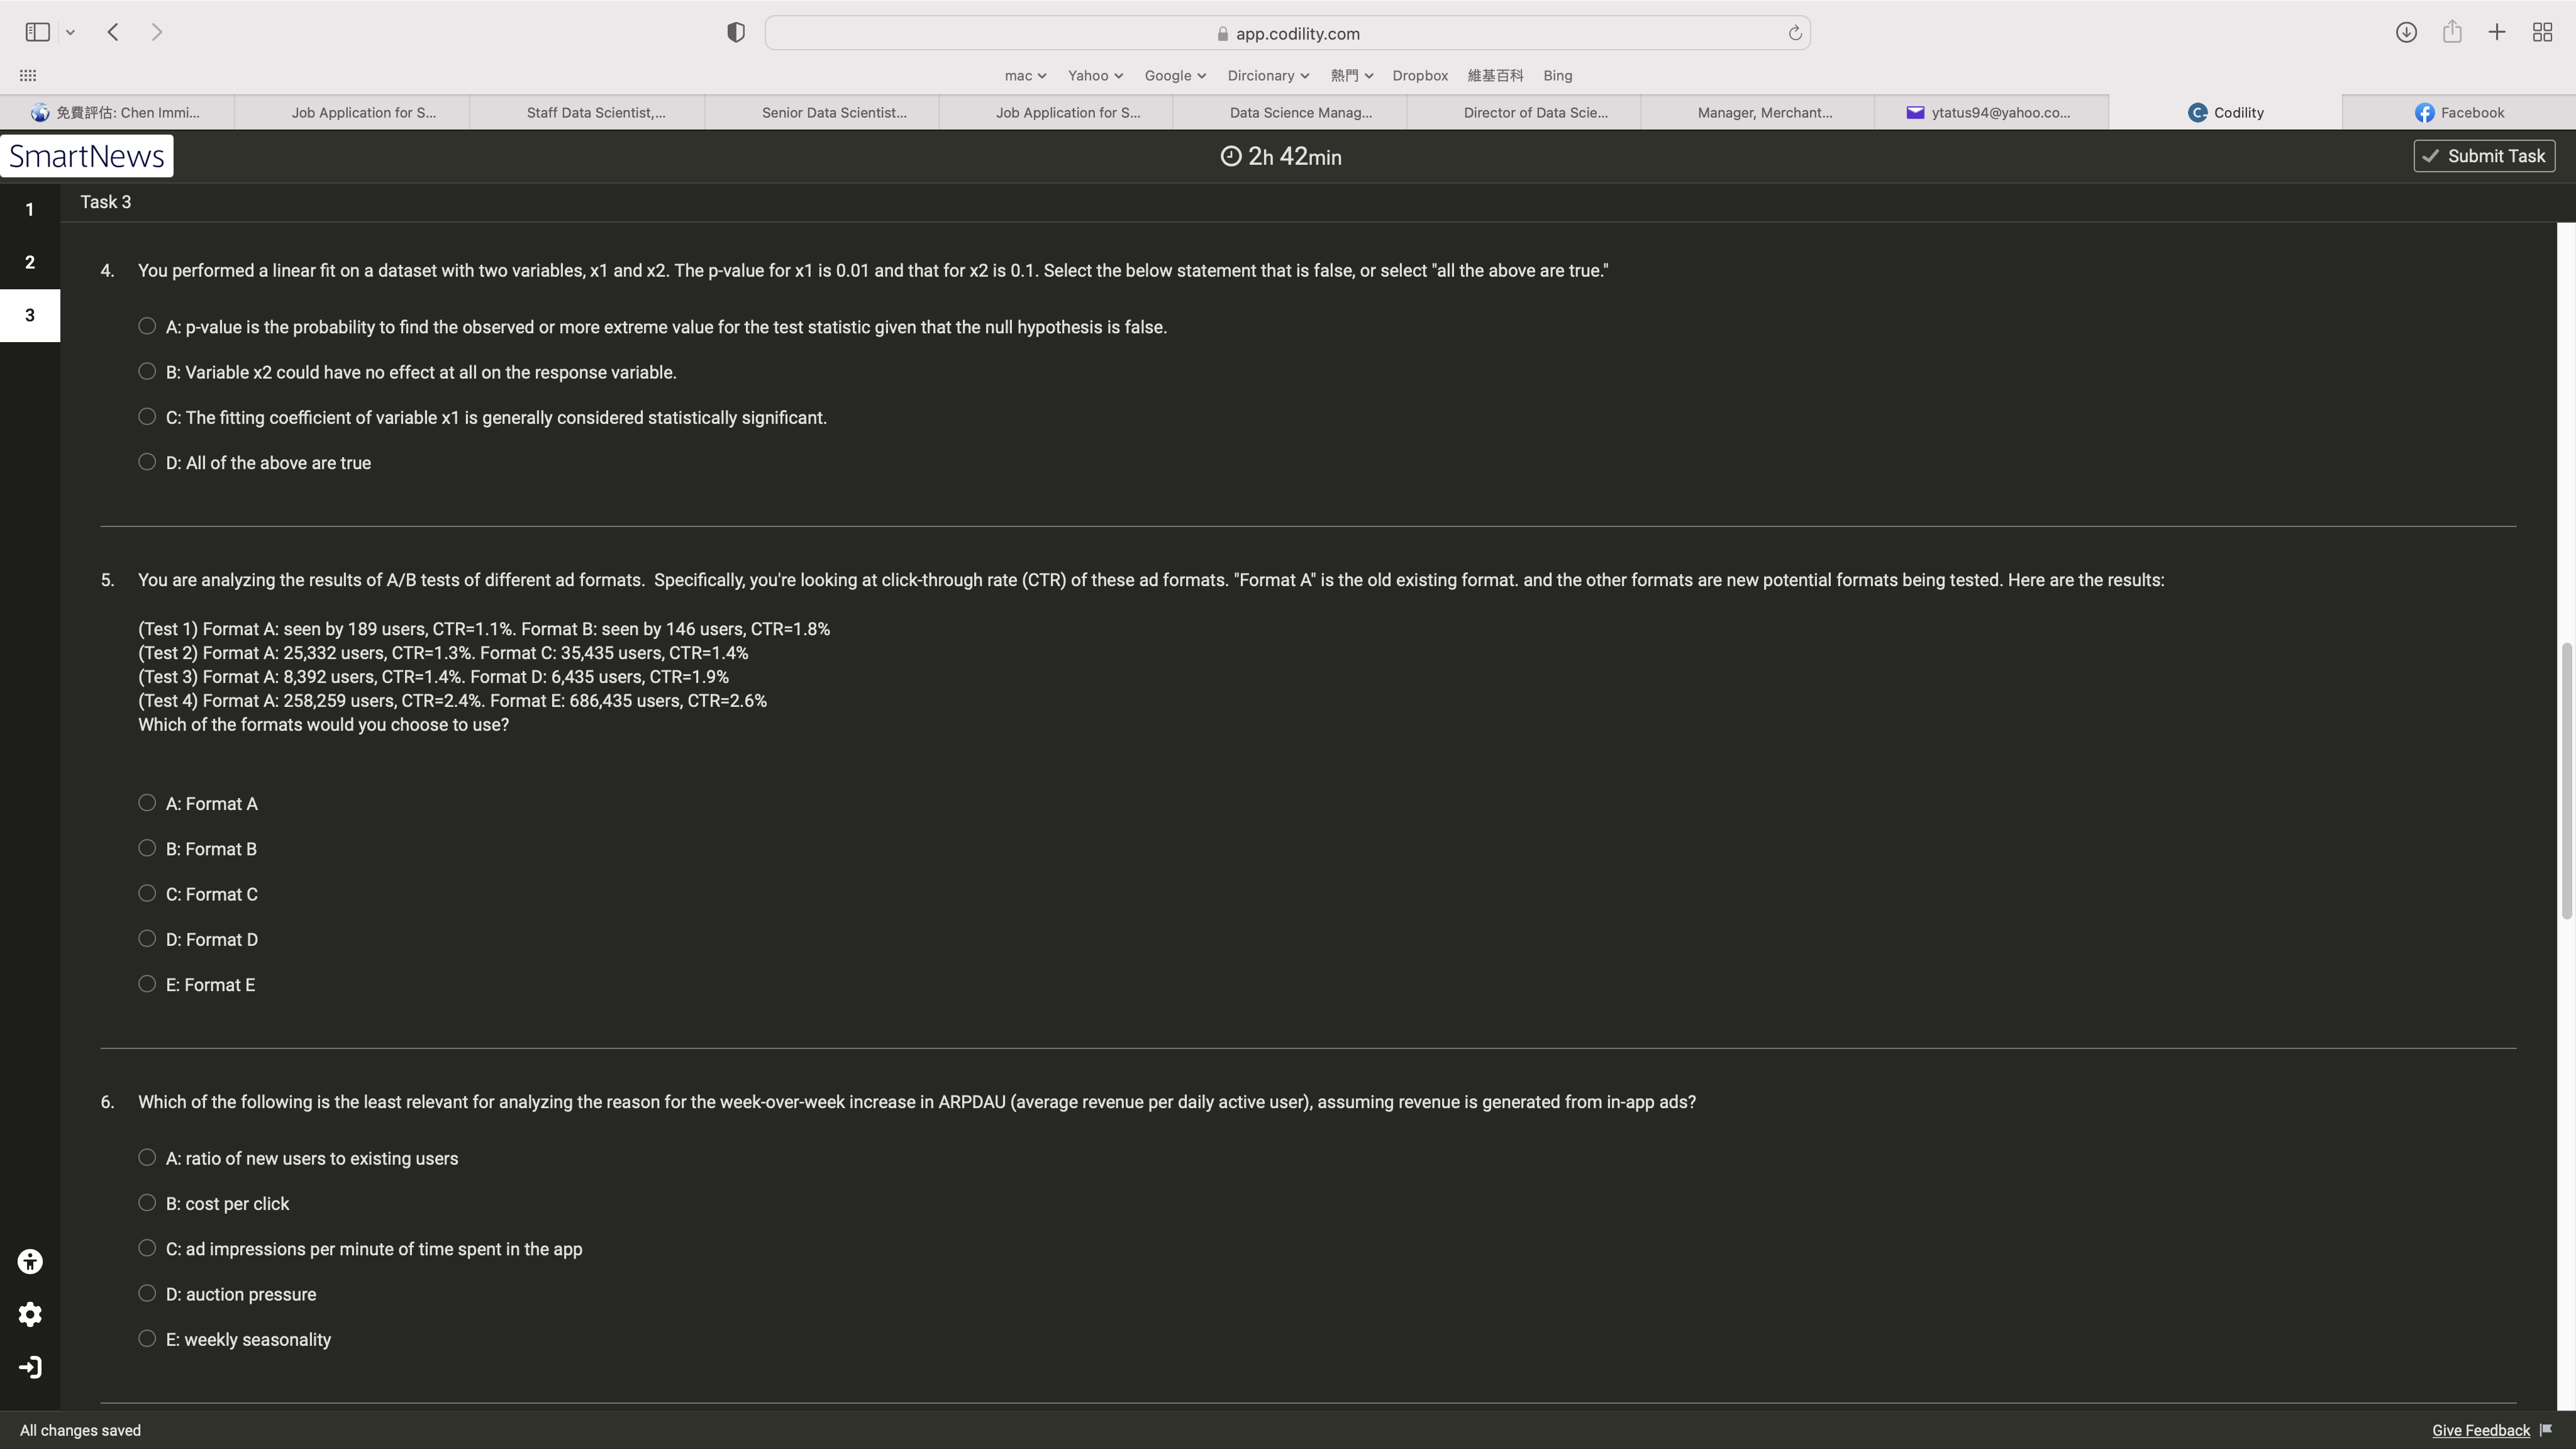 app.codility.com
mac
Yahoo
Google
Dircionary
熱門
Dropbox
維基百科
Bing
免費評估: Chen Immi...
Job Application for S...
Staff Data Scientist,...
Senior Data Scientist...
Job Application for S...
Data Science Manag...
Director of Data Scie...
Manager, Merchant...
ytatus94@yahoo.co...
Codility
Facebook
SmartNews
2h 42min
Submit Task
1
2
3
Task 3
4. You performed a linear fit on a dataset with two variables, x1 and x2. The p-value for x1 is 0.01 and that for x2 is 0.1. Select the below statement that is false, or select "all the above are true."
A: p-value is the probability to find the observed or more extreme value for the test statistic given that the null hypothesis is false.
B: Variable x2 could have no effect at all on the response variable.
C: The fitting coefficient of variable x1 is generally considered statistically significant.
D: All of the above are true
5. You are analyzing the results of A/B tests of different ad formats.  Specifically, you're looking at click-through rate (CTR) of these ad formats. "Format A" is the old existing format. and the other formats are new potential formats being tested. Here are the results:
(Test 1) Format A: seen by 189 users, CTR=1.1%. Format B: seen by 146 users, CTR=1.8%
(Test 2) Format A: 25,332 users, CTR=1.3%. Format C: 35,435 users, CTR=1.4%
(Test 3) Format A: 8,392 users, CTR=1.4%. Format D: 6,435 users, CTR=1.9%
(Test 4) Format A: 258,259 users, CTR=2.4%. Format E: 686,435 users, CTR=2.6%
Which of the formats would you choose to use?
A: Format A
B: Format B
C: Format C
D: Format D
E: Format E
6. Which of the following is the least relevant for analyzing the reason for the week-over-week increase in ARPDAU (average revenue per daily active user), assuming revenue is generated from in-app ads?
A: ratio of new users to existing users
B: cost per click
C: ad impressions per minute of time spent in the app
D: auction pressure
E: weekly seasonality
All changes saved
Give Feedback